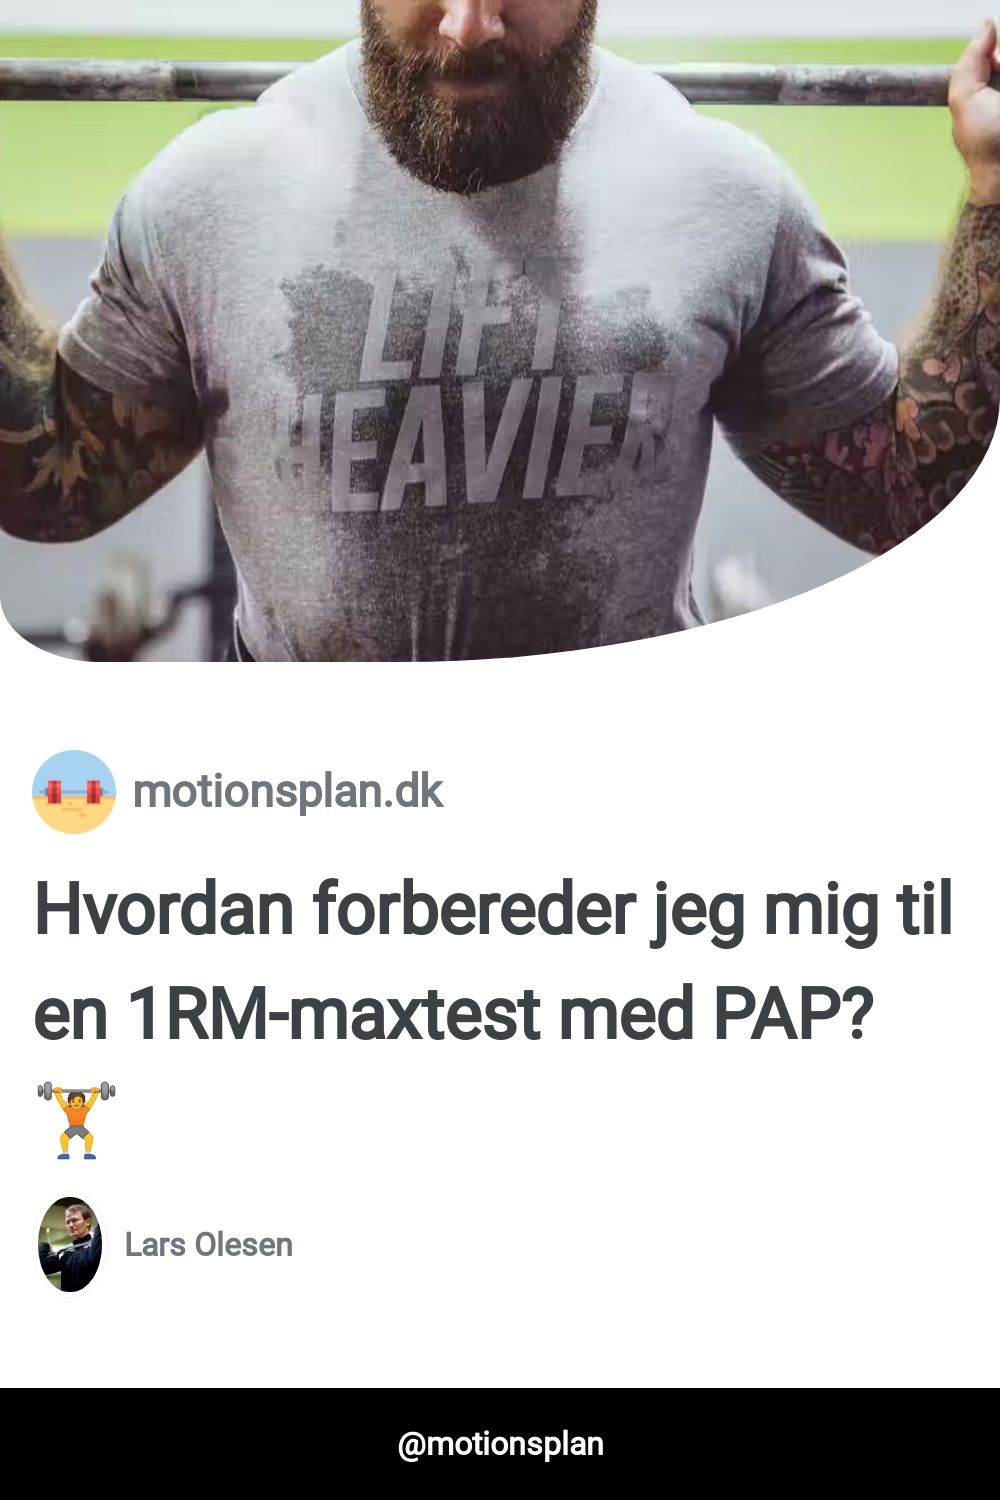 LIFT
HEAVIER
motionsplan.dk
Hvordan forbereder jeg mig til
en 1RM-maxtest med PAP?
🏋️
Lars Olesen
@motionsplan